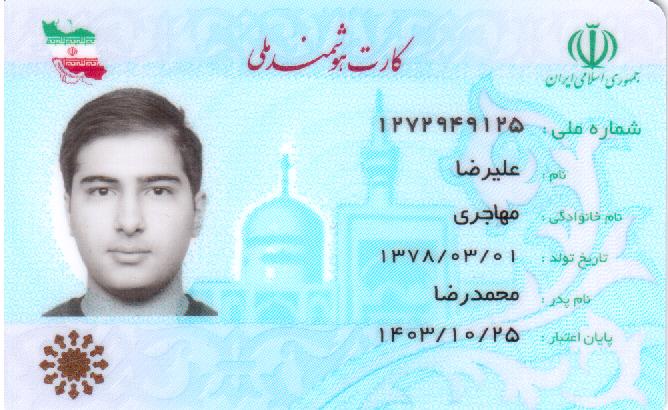 کارت هوشمند ملی
جمهوری اسلامی ایران
شماره ملی : ۱۲۷۲۹۴۹۱۲۵
نام : علیرضا
نام خانوادگی : مهاجری
تاریخ تولد : ۱۳۷۸/۰۳/۰۱
نام پدر : محمدرضا
پایان اعتبار : ۱۴۰۳/۱۰/۲۵